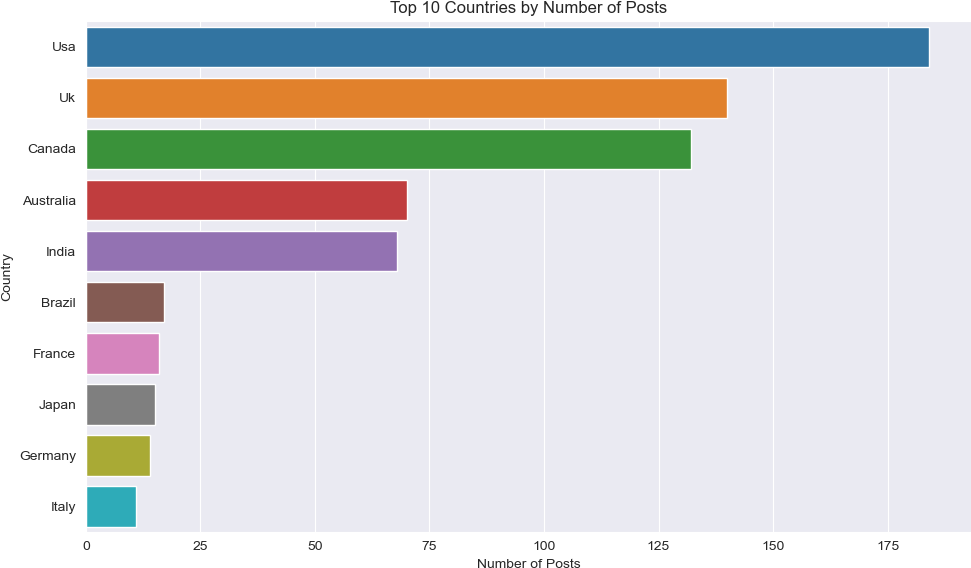 Top 10 Countries by Number of Posts
Usa
Uk
Canada
Australia
India
Brazil
France
Japan
Germany
Italy
Country
0 25 50 75 100 125 150 175
Number of Posts